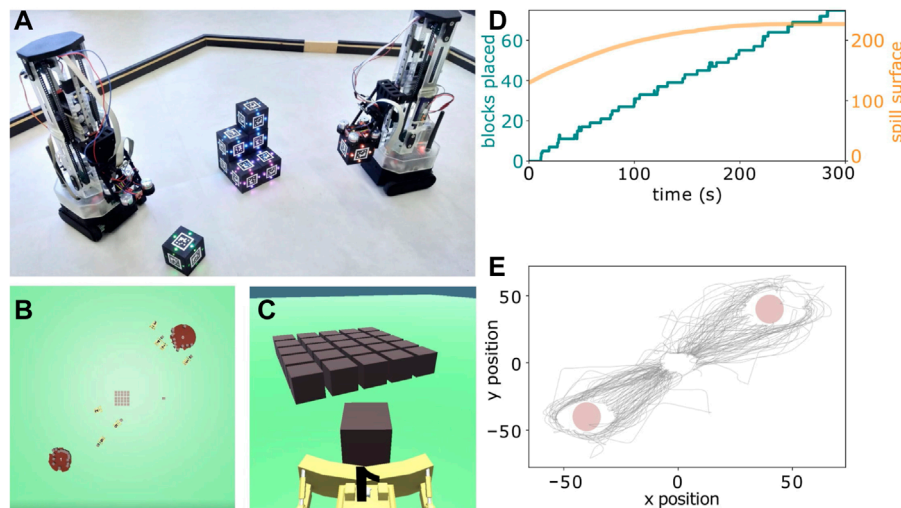 A
B
C
1
D
blocks placed
60
40
20
0
200
100
0
spill surface
0
100
200
300
time (s)
E
y position
50
0
−50
−50
0
50
x position